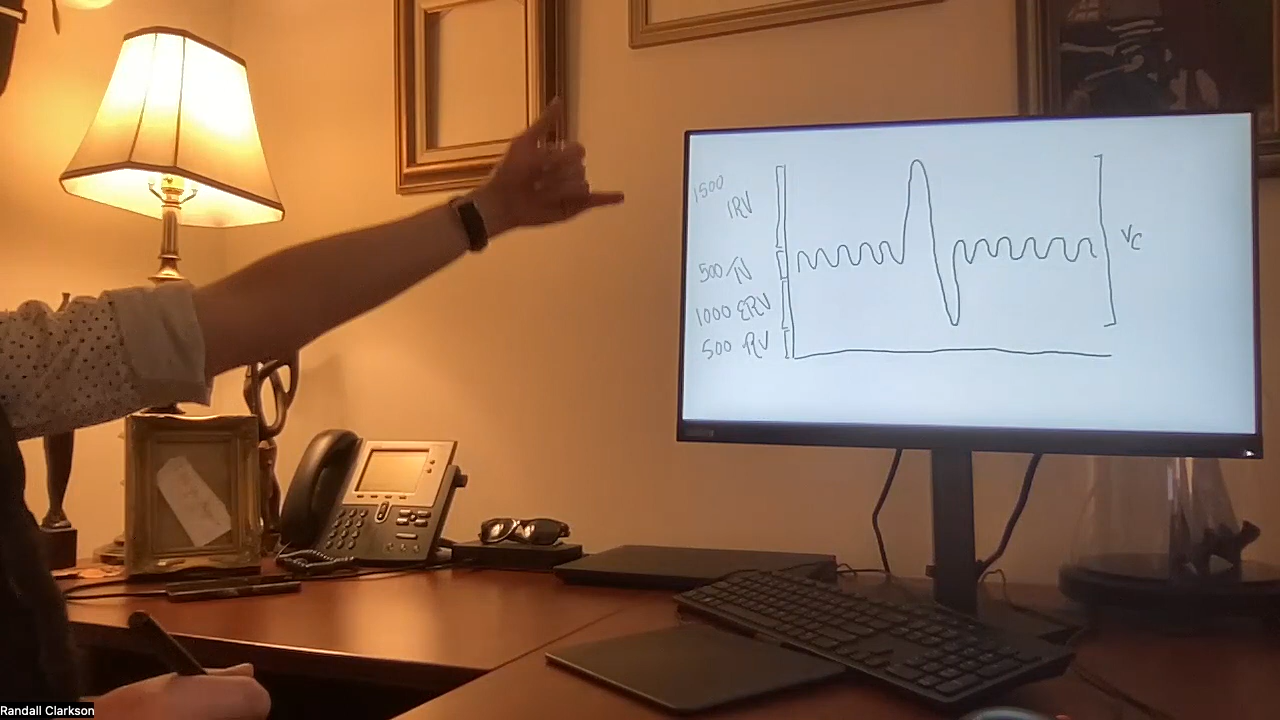 1500
IRV
500/TV
1000 ERV
500 RV
VC
Randall Clarkson